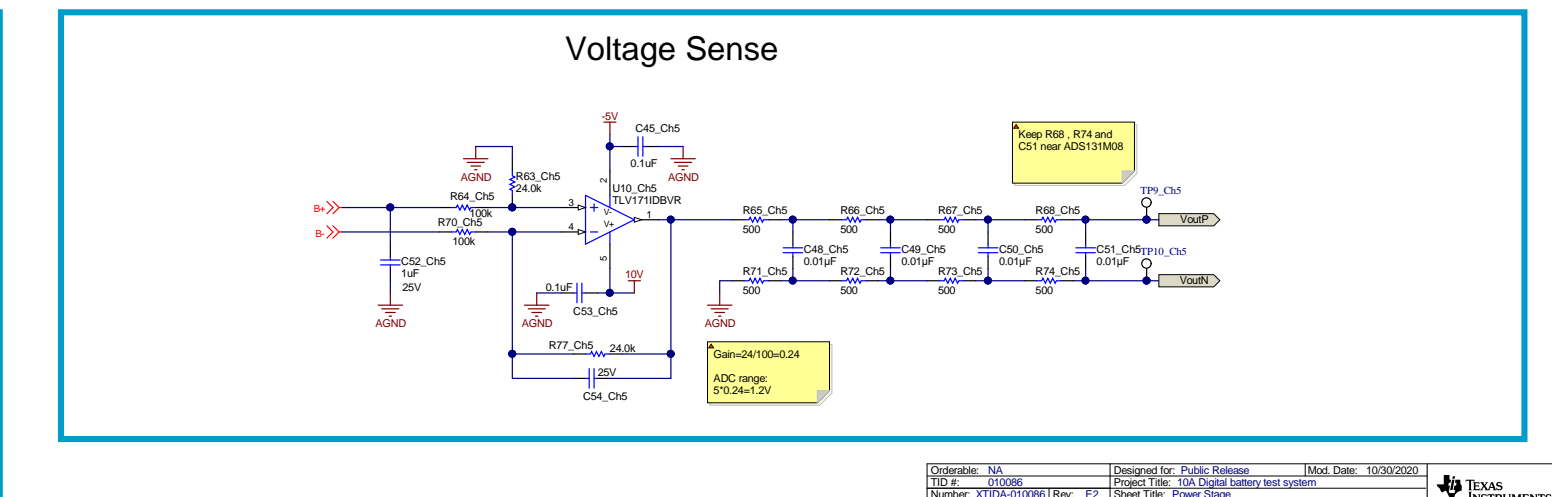 Voltage Sense
-5V
C45_Ch5
0.1uF
AGND
AGND
R63_Ch5
24.0k
2
U10_Ch5
TLV171IDBVR
R64_Ch5
100k
B+
3
V-
1
V+
R70_Ch5
100k
B-
4
5
C52_Ch5
1uF
25V
AGND
10V
0.1uF
C53_Ch5
AGND
R77_Ch5 24.0k
25V
C54_Ch5
Keep R68 , R74 and
C51 near ADS131M08
TP9_Ch5
R65_Ch5 R66_Ch5 R67_Ch5 R68_Ch5
500 500 500 500
VoutP
C48_Ch5 C49_Ch5 C50_Ch5 C51_Ch5
0.01µF 0.01µF 0.01µF 0.01µF
TP10_Ch5
R71_Ch5 R72_Ch5 R73_Ch5 R74_Ch5
500 500 500 500
VoutN
AGND
Gain=24/100=0.24
ADC range:
5*0.24=1.2V
Orderable: NA Designed for: Public Release Mod. Date: 10/30/2020
TID #: 010086 Project Title: 10A Digital battery test system
Number: XTIDA-010086 Rev: E2 Sheet Title: Power Stage
TEXAS
INSTRUMENTS